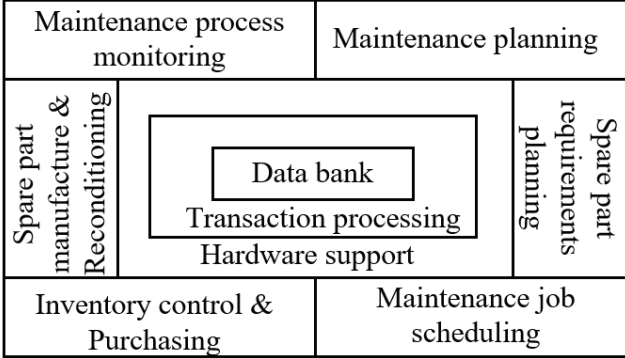 Maintenance process
monitoring
Maintenance planning
Spare part
manufacture &
Reconditioning
Data bank
Transaction processing
Hardware support
Spare part
requirements
planning
Inventory control &
Purchasing
Maintenance job
scheduling